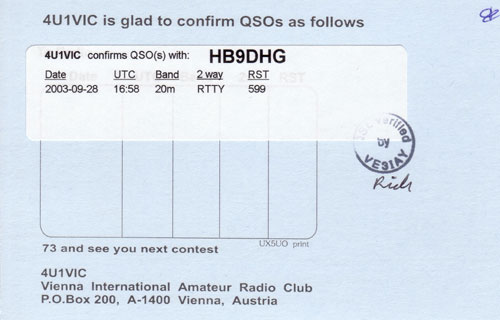 4U1VIC is glad to confirm QSOs as follows
4U1VIC confirms QSO(s) with: HB9DHG
Date UTC Band 2 way RST
2003-09-28 16:58 20m RTTY 599
QSL verified
by
VE3IAY
Rich
73 and see you next contest
UX5UO print
4U1VIC
Vienna International Amateur Radio Club
P.O.Box 200, A-1400 Vienna, Austria